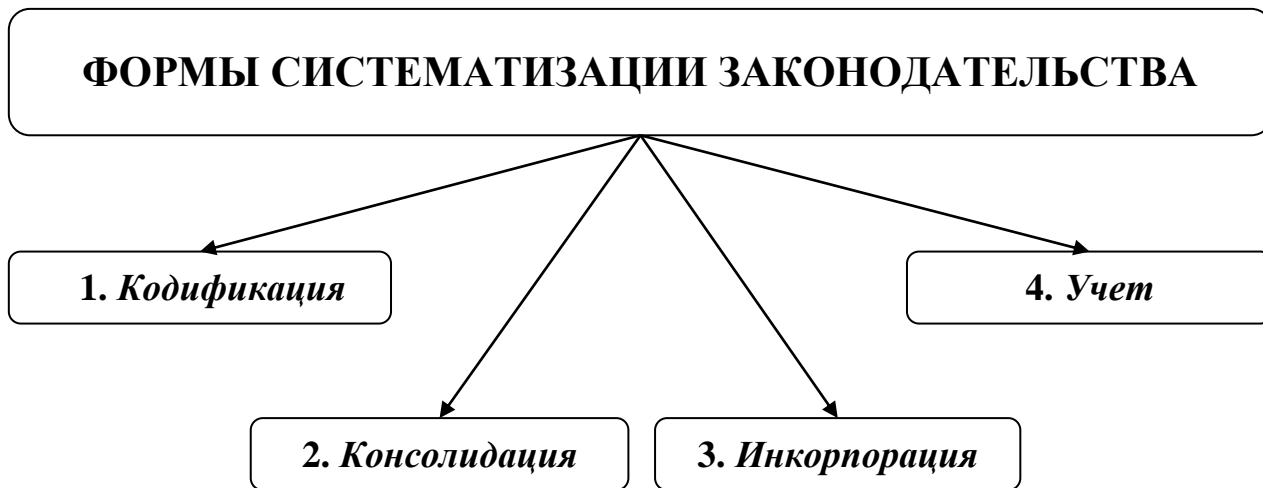 ФОРМЫ СИСТЕМАТИЗАЦИИ ЗАКОНОДАТЕЛЬСТВА
1. Кодификация
4. Учет
2. Консолидация
3. Инкорпорация